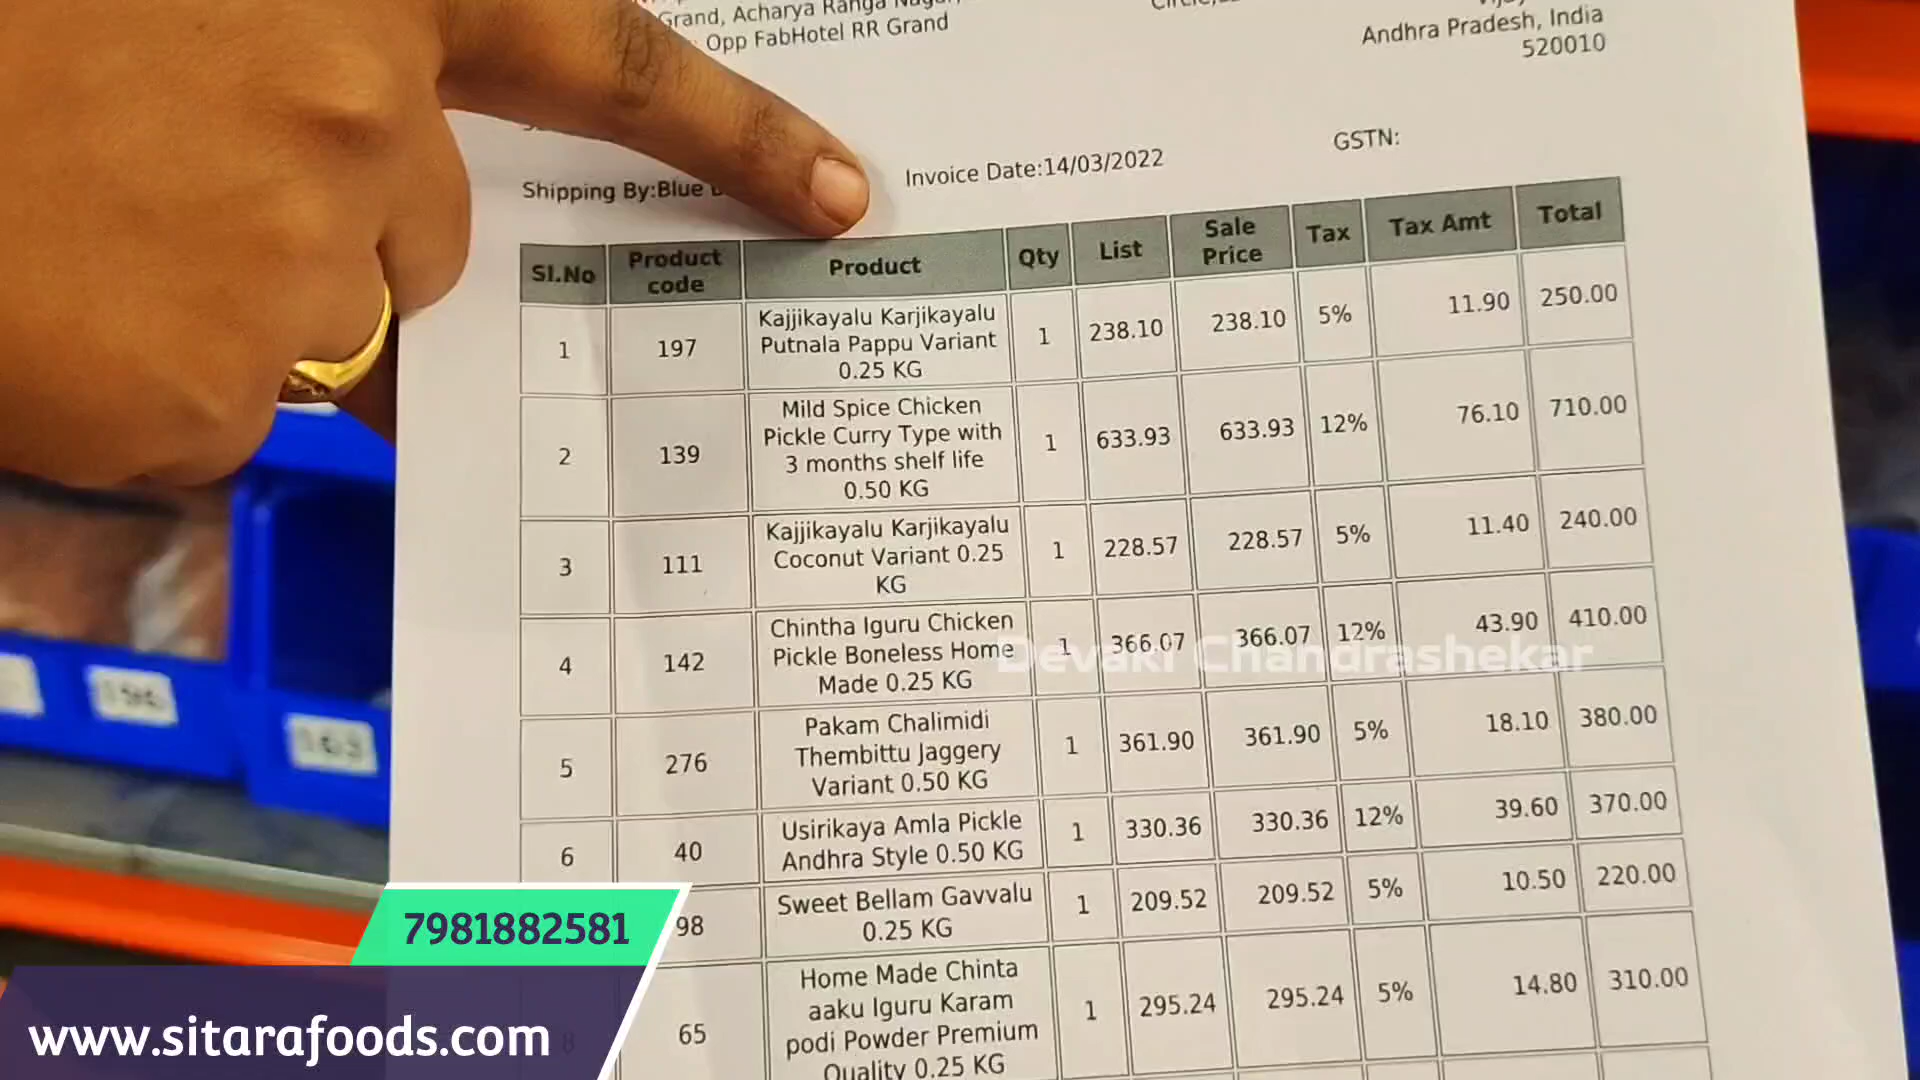 Grand, Acharya Ranga
Opp FabHotel RR Grand
Andhra Pradesh, India
520010
GSTN:
Invoice Date:14/03/2022
Shipping By:Blue
Sl.No Product code Product Qty List Sale Price Tax Tax Amt Total
1 197 Kajjikayalu Karjikayalu Putnala Pappu Variant 0.25 KG 1 238.10 238.10 5% 11.90 250.00
2 139 Mild Spice Chicken Pickle Curry Type with 3 months shelf life 0.50 KG 1 633.93 633.93 12% 76.10 710.00
3 111 Kajjikayalu Karjikayalu Coconut Variant 0.25 KG 1 228.57 228.57 5% 11.40 240.00
4 142 Chintha Iguru Chicken Pickle Boneless Home Made 0.25 KG 1 366.07 366.07 12% 43.90 410.00
Devaki Chandrashekar
5 276 Pakam Chalimidi Thembittu Jaggery Variant 0.50 KG 1 361.90 361.90 5% 18.10 380.00
6 40 Usirikaya Amla Pickle Andhra Style 0.50 KG 1 330.36 330.36 12% 39.60 370.00
98 Sweet Bellam Gavvalu 0.25 KG 1 209.52 209.52 5% 10.50 220.00
8 65 Home Made Chinta aaku Iguru Karam podi Powder Premium Quality 0.25 KG 1 295.24 295.24 5% 14.80 310.00
196
163
7981882581
www.sitarafoods.com